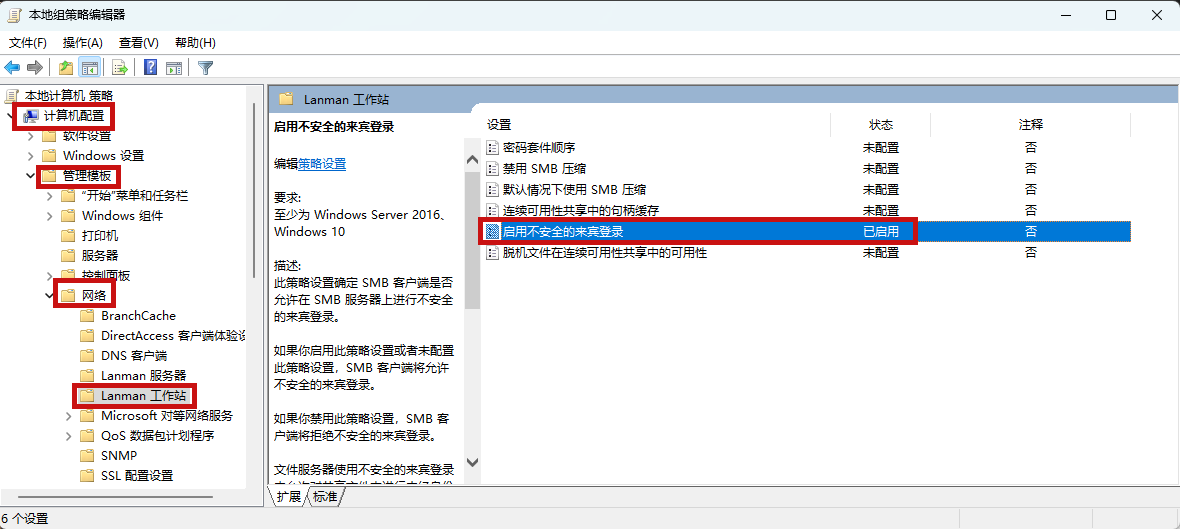 本地组策略编辑器
文件(F) 操作(A) 查看(V) 帮助(H)
本地计算机 策略
计算机配置
软件设置
Windows 设置
管理模板
“开始”菜单和任务栏
Windows 组件
打印机
服务器
控制面板
网络
BranchCache
DirectAccess 客户端体验设
DNS 客户端
Lanman 服务器
Lanman 工作站
Microsoft 对等网络服务
QoS 数据包计划程序
SNMP
SSL 配置设置
Lanman 工作站
启用不安全的来宾登录
编辑策略设置
要求:
至少为 Windows Server 2016、
Windows 10
描述:
此策略设置确定 SMB 客户端是否
允许在 SMB 服务器上进行不安全
的来宾登录。
如果你启用此策略设置或者未配置
此策略设置，SMB 客户端将允许
不安全的来宾登录。
如果你禁用此策略设置，SMB 客
户端将拒绝不安全的来宾登录。
文件服务器使用不安全的来宾登录
设置 状态 注释
密码套件顺序 未配置 否
禁用 SMB 压缩 未配置 否
默认情况下使用 SMB 压缩 未配置 否
连续可用性共享中的句柄缓存 未配置 否
启用不安全的来宾登录 已启用 否
脱机文件在连续可用性共享中的可用性 未配置 否
扩展 标准
6 个设置